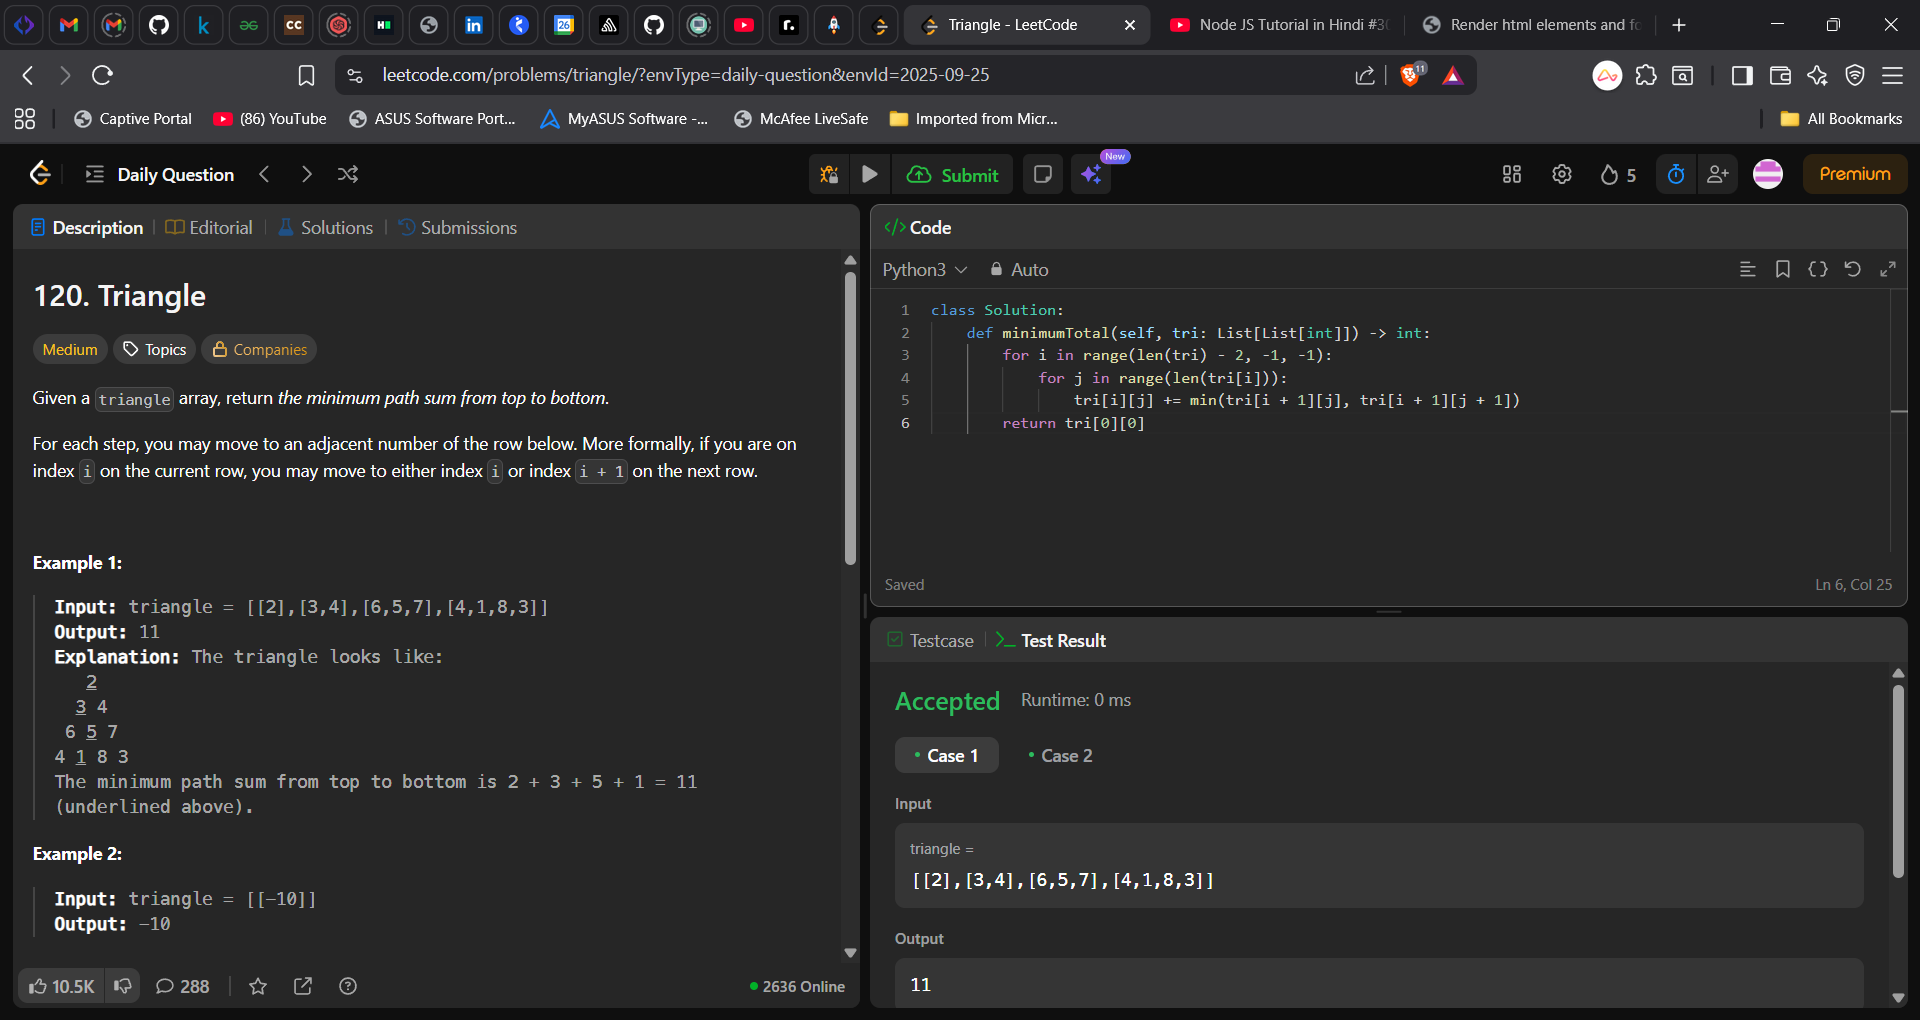 Triangle - LeetCode
Node JS Tutorial in Hindi #30
Render html elements and fo
leetcode.com/problems/triangle/?envType=daily-question&envId=2025-09-25
11
Captive Portal
(86) YouTube
ASUS Software Port...
MyASUS Software -...
McAfee LiveSafe
Imported from Micr...
All Bookmarks
Daily Question
Submit
New
5
Premium
Description
Editorial
Solutions
Submissions
120. Triangle
Medium
Topics
Companies
Given a triangle array, return the minimum path sum from top to bottom.
For each step, you may move to an adjacent number of the row below. More formally, if you are on
index i on the current row, you may move to either index i or index i + 1 on the next row.
Example 1:
Input: triangle = [[2],[3,4],[6,5,7],[4,1,8,3]]
Output: 11
Explanation: The triangle looks like:
2
3 4
6 5 7
4 1 8 3
The minimum path sum from top to bottom is 2 + 3 + 5 + 1 = 11
(underlined above).
Example 2:
Input: triangle = [[-10]]
Output: -10
10.5K
288
2636 Online
</> Code
Python3
Auto
1 class Solution:
2 def minimumTotal(self, tri: List[List[int]]) -> int:
3 for i in range(len(tri) - 2, -1, -1):
4 for j in range(len(tri[i])):
5 tri[i][j] += min(tri[i + 1][j], tri[i + 1][j + 1])
6 return tri[0][0]
Saved
Ln 6, Col 25
Testcase
Test Result
Accepted
Runtime: 0 ms
Case 1
Case 2
Input
triangle =
[[2],[3,4],[6,5,7],[4,1,8,3]]
Output
11